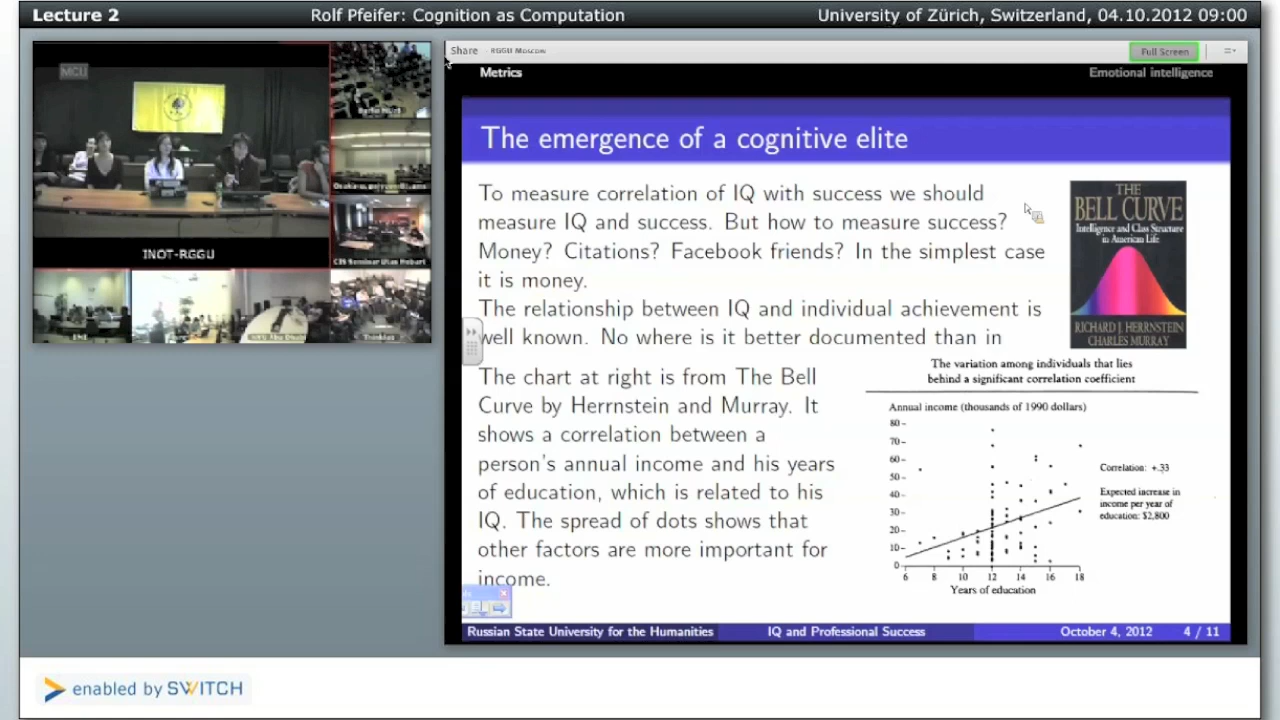 Lecture 2
Rolf Pfeifer: Cognition as Computation
University of Zürich, Switzerland, 04.10.2012 09:00
MCU
INOT-RGGU
Share - RGGU Moscow
Full Screen
Metrics
Emotional intelligence
The emergence of a cognitive elite
To measure correlation of IQ with success we should
measure IQ and success. But how to measure success?
Money? Citations? Facebook friends? In the simplest case
it is money.
The relationship between IQ and individual achievement is
well known. No where is it better documented than in
THE
BELL CURVE
Intelligence and Class Structure
in American Life
RICHARD J. HERRNSTEIN
CHARLES MURRAY
The chart at right is from The Bell
Curve by Herrnstein and Murray. It
shows a correlation between a
person's annual income and his years
of education, which is related to his
IQ. The spread of dots shows that
other factors are more important for
income.
The variation among individuals that lies
behind a significant correlation coefficient
Annual income (thousands of 1990 dollars)
80
70
60
50
40
30
20
10
0
6 8 10 12 14 16 18
Years of education
Correlation: +.33
Expected increase in
income per year of
education: $2,800
Russian State University for the Humanities
IQ and Professional Success
October 4, 2012
4 / 11
enabled by SWITCH